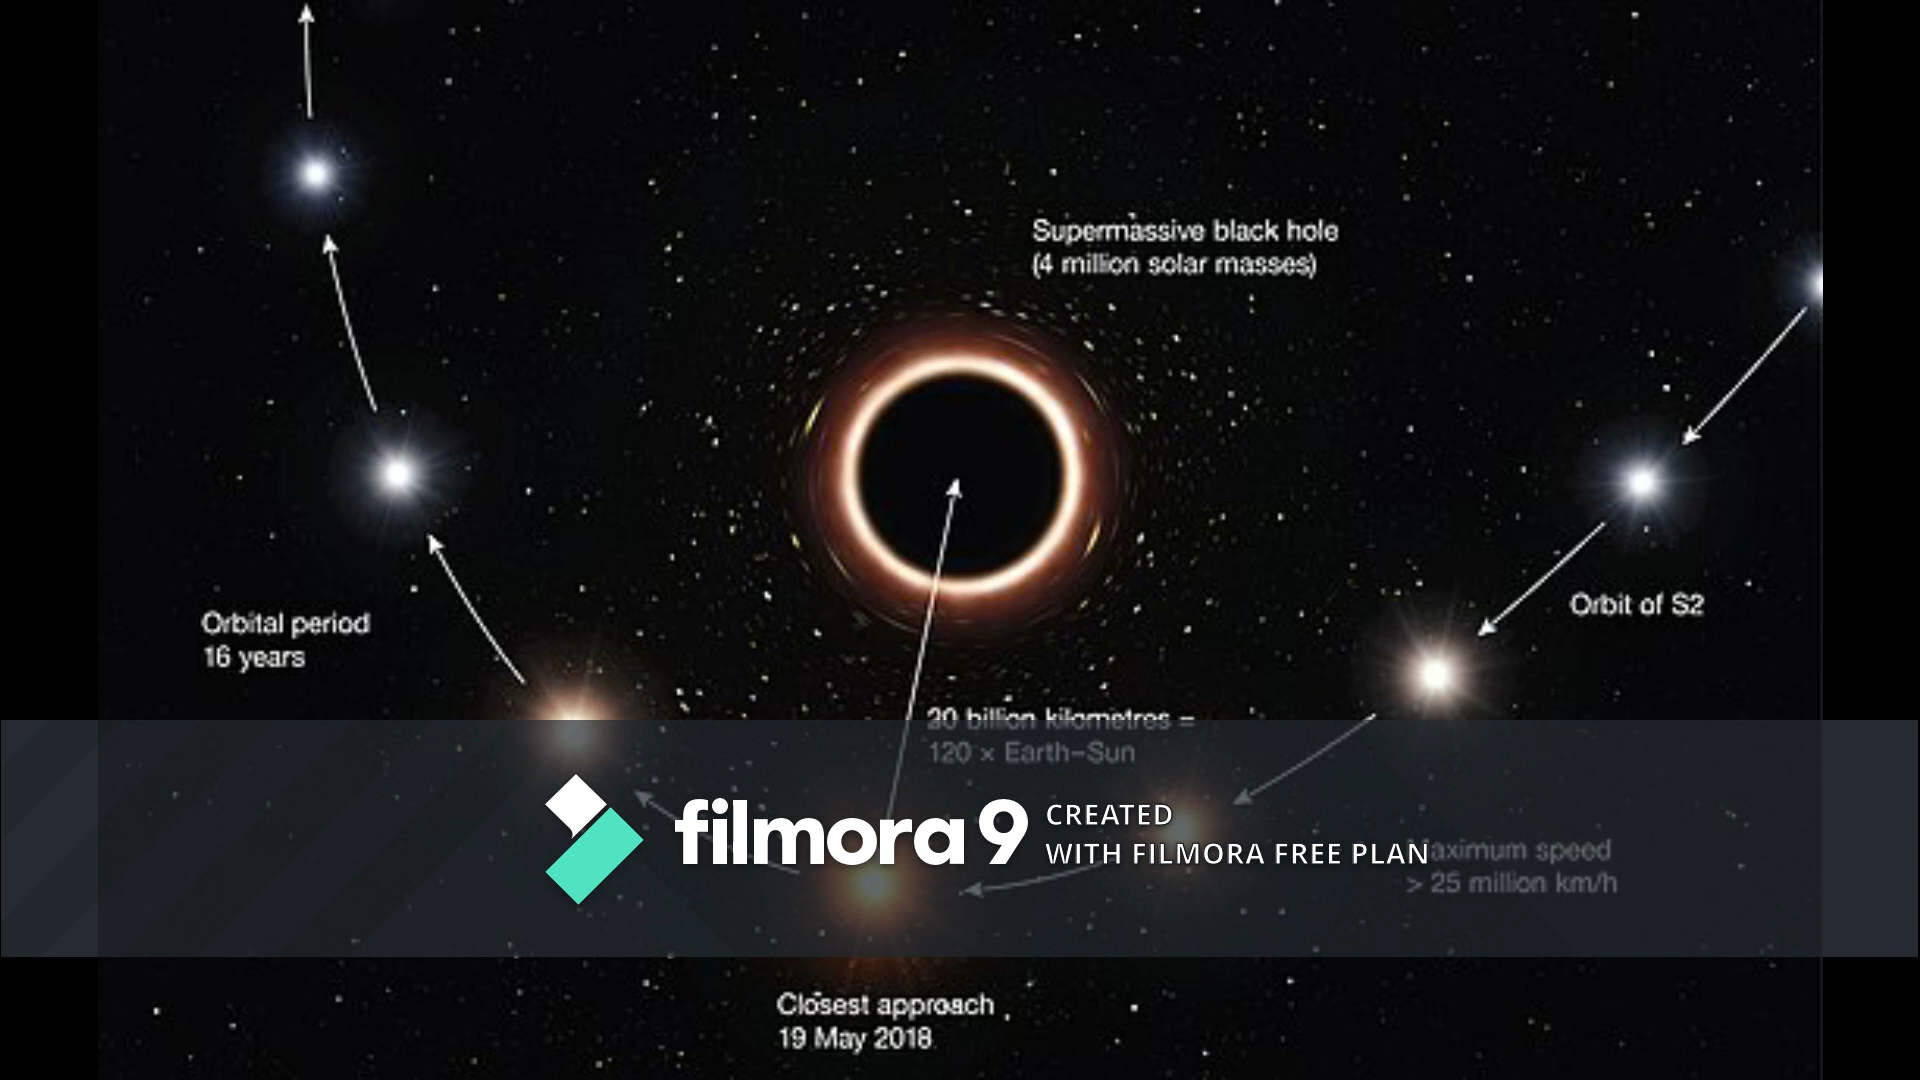 Supermassive black hole
(4 million solar masses)
Orbit of S2
Orbital period
16 years
20 billion kilometres =
120 × Earth–Sun
filmora 9
CREATED
WITH FILMORA FREE PLAN
Maximum speed
> 25 million km/h
Closest approach
19 May 2018